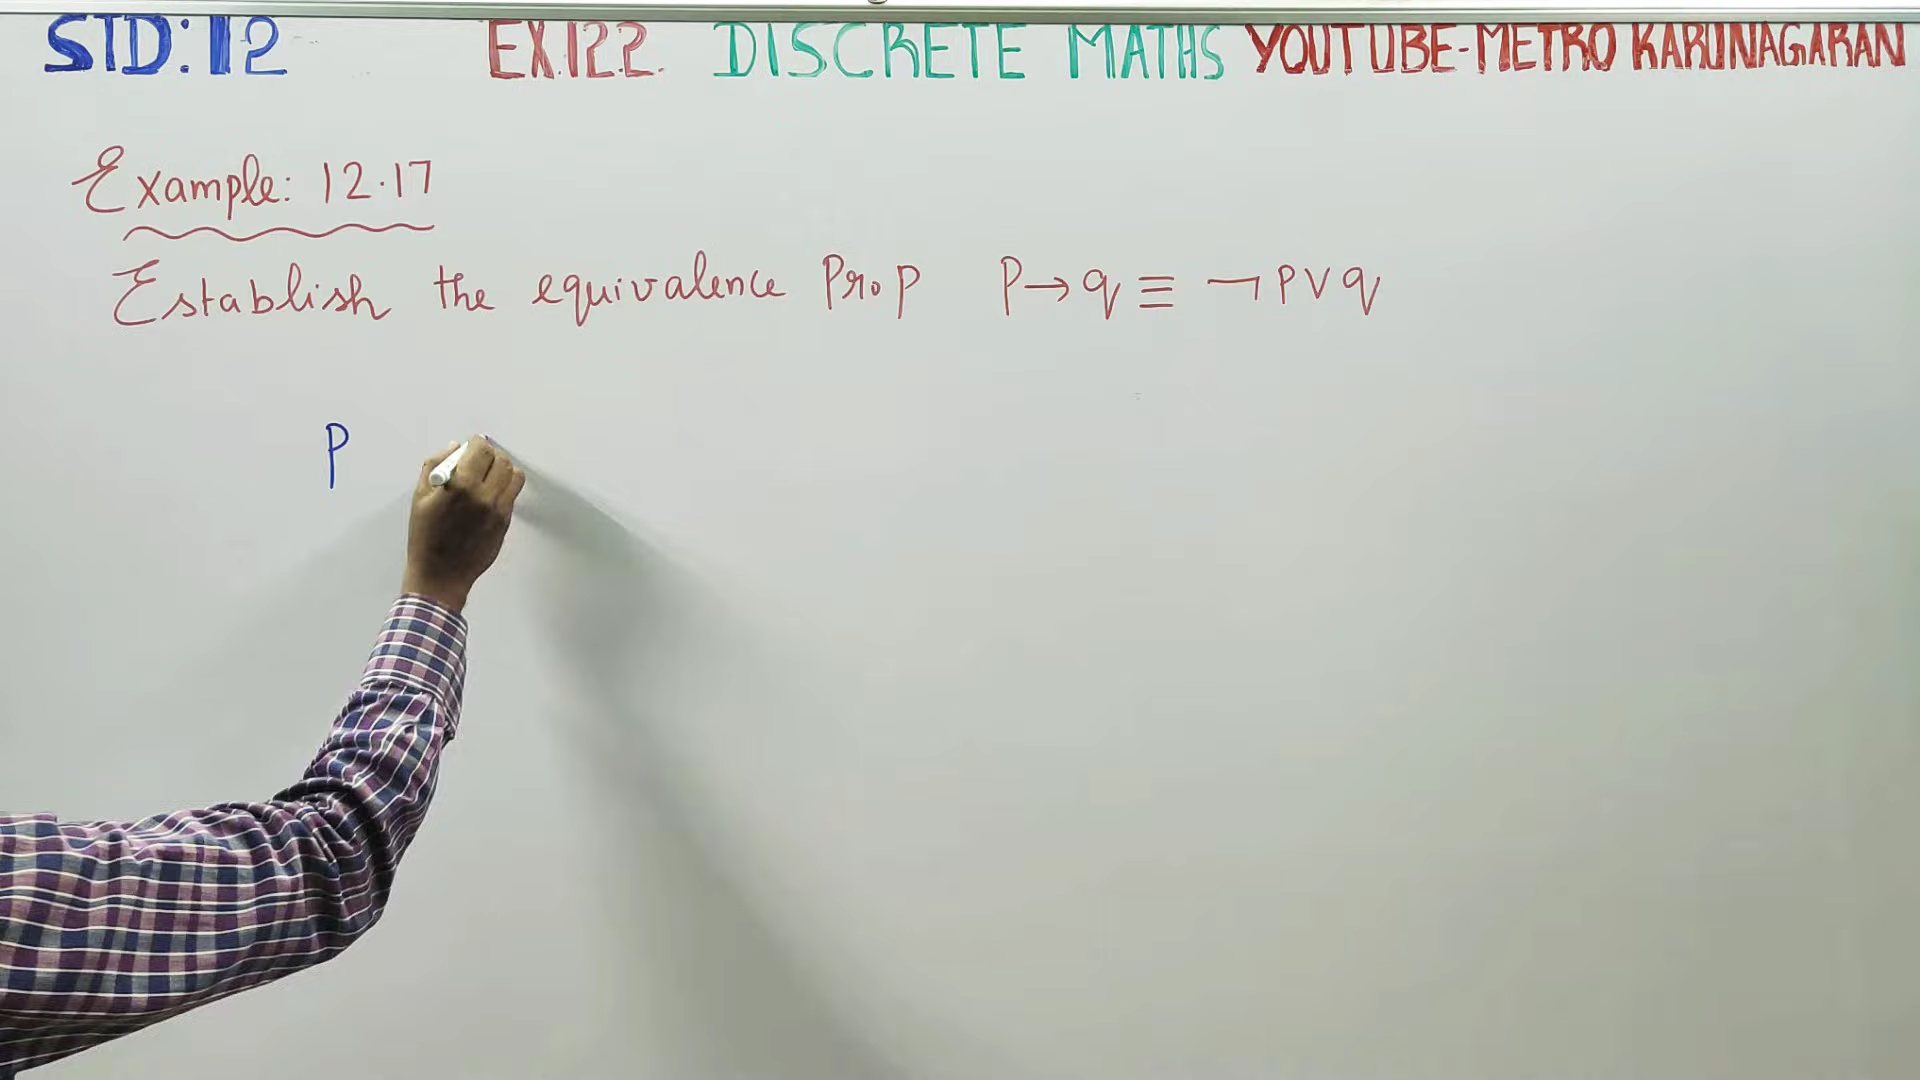 STD: 12 EX.12.2. DISCRETE MATHS YOUTUBE-METRO KARUNAGARAN
Example: 12.17
Establish the equivalence Prop P→q ≡ ¬P∨q
P